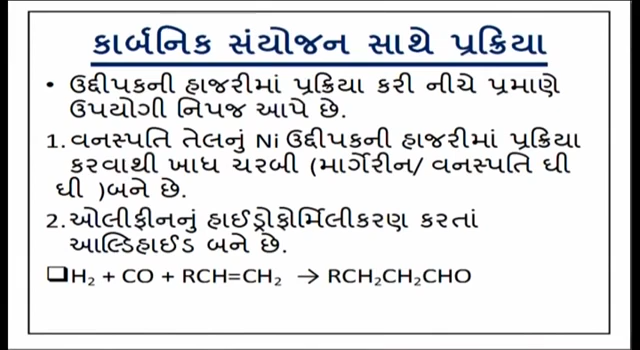 કાર્બનિક સંયોજન સાથે પ્રક્રિયા
• ઉદ્દીપકની હાજરીમાં પ્રક્રિયા કરી નીચે પ્રમાણે
ઉપયોગી નિપજ આપે છે.
1. વનસ્પતિ તેલનું Ni ઉદ્દીપકની હાજરીમાં પ્રક્રિયા
કરવાથી ખાધ ચરબી (માર્ગેરીન/ વનસ્પતિ ઘી
ઘી )બને છે.
2. ઓલીફીનનું હાઈડ્રોફોર્મિલીકરણ કરતાં
આલ્ડિહાઈડ બને છે.
❑H₂ + CO + RCH=CH₂ → RCH₂CH₂CHO